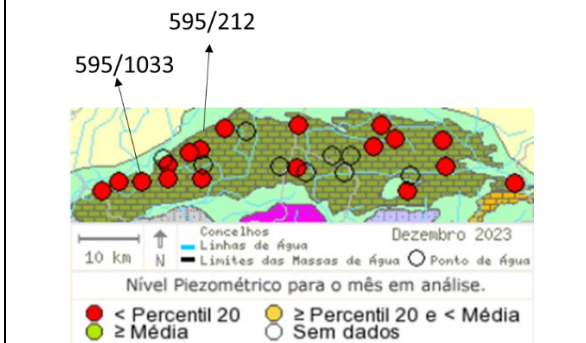 595/212
595/1033
Concelhos
Linhas de Água
Dezembro 2023
10 km
N
Limites das Massas de Água
Ponto de Água
Nível Piezométrico para o mês em análise.
< Percentil 20
≥ Percentil 20 e < Média
≥ Média
Sem dados